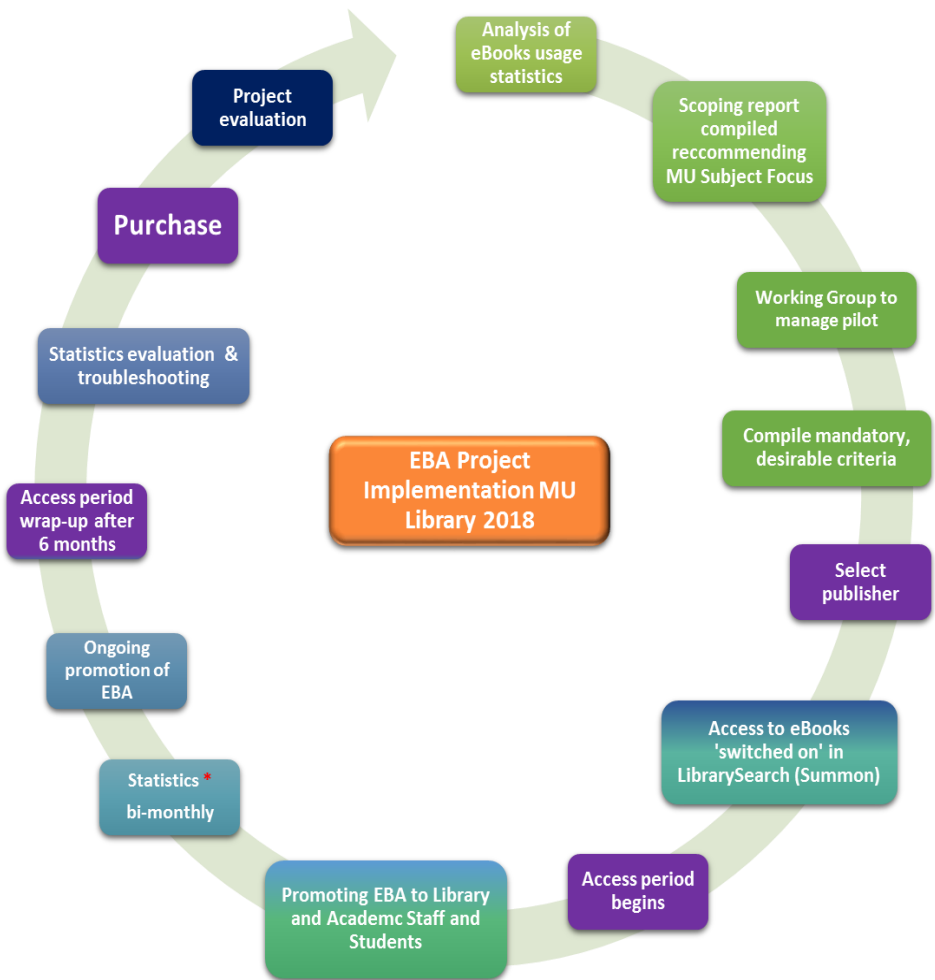 Analysis of
eBooks usage
statistics
Scoping report
compiled
reccommending
MU Subject Focus
Working Group to
manage pilot
Compile mandatory,
desirable criteria
Select
publisher
Access to eBooks
'switched on' in
LibrarySearch (Summon)
Access period
begins
Promoting EBA to Library
and Academc Staff and
Students
Statistics *
bi-monthly
Ongoing
promotion of
EBA
Access period
wrap-up after
6 months
Statistics evaluation &
troubleshooting
Purchase
Project
evaluation
EBA Project
Implementation MU
Library 2018